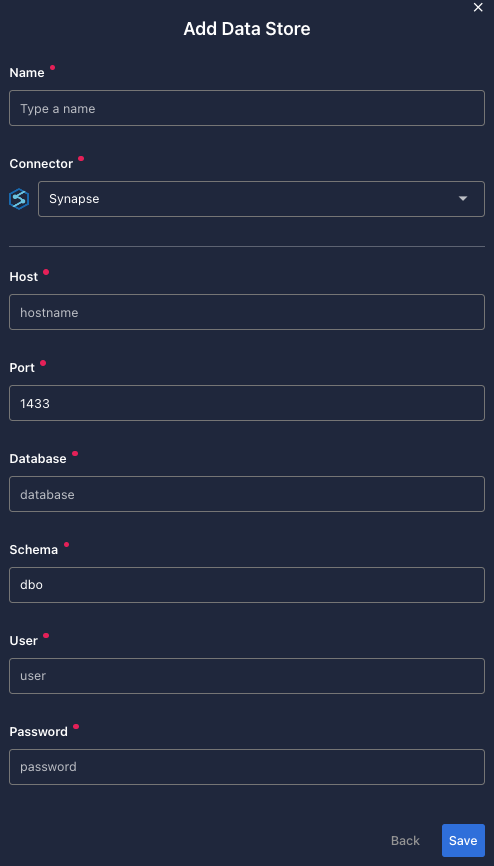 Add Data Store
Name
Type a name
Connector
Synapse
Host
hostname
Port
1433
Database
database
Schema
dbo
User
user
Password
password
Back Save